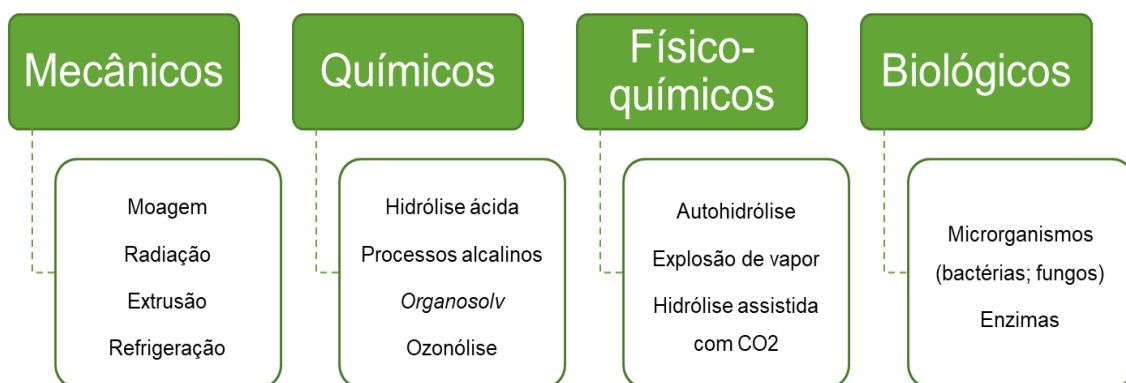 Mecânicos
Moagem
Radiação
Extrusão
Refrigeração
Químicos
Hidrólise ácida
Processos alcalinos
Organosolv
Ozonólise
Físico-
químicos
Autohidrólise
Explosão de vapor
Hidrólise assistida
com CO2
Biológicos
Microrganismos
(bactérias; fungos)
Enzimas